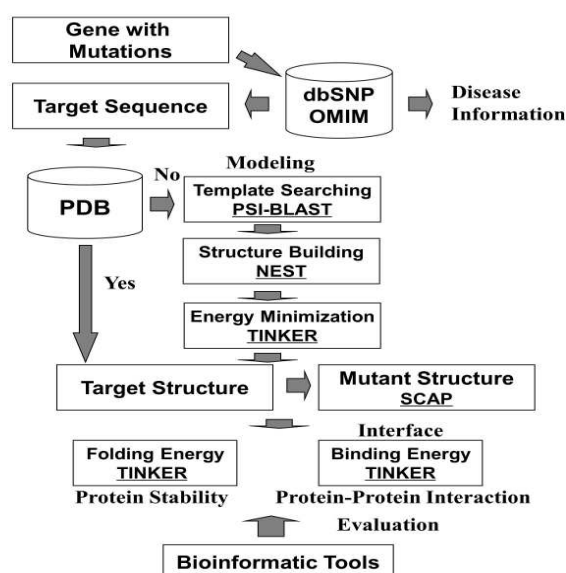 Gene with
Mutations
dbSNP
OMIM
Disease
Information
Target Sequence
No
Modeling
PDB
Template Searching
PSI-BLAST
Structure Building
NEST
Yes
Energy Minimization
TINKER
Target Structure
Mutant Structure
SCAP
Interface
Folding Energy
TINKER
Binding Energy
TINKER
Protein Stability
Protein-Protein Interaction
Evaluation
Bioinformatic Tools